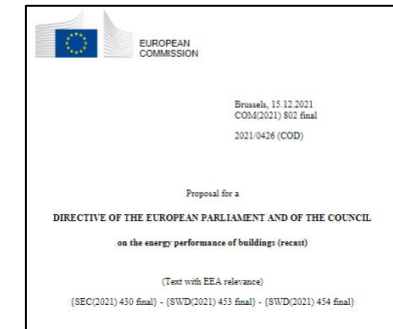 EUROPEAN
COMMISSION
Brussels, 15.12.2021
COM(2021) 802 final
2021/0426 (COD)
Proposal for a
DIRECTIVE OF THE EUROPEAN PARLIAMENT AND OF THE COUNCIL
on the energy performance of buildings (recast)
(Text with EEA relevance)
{SEC(2021) 430 final} - {SWD(2021) 453 final} - {SWD(2021) 454 final}